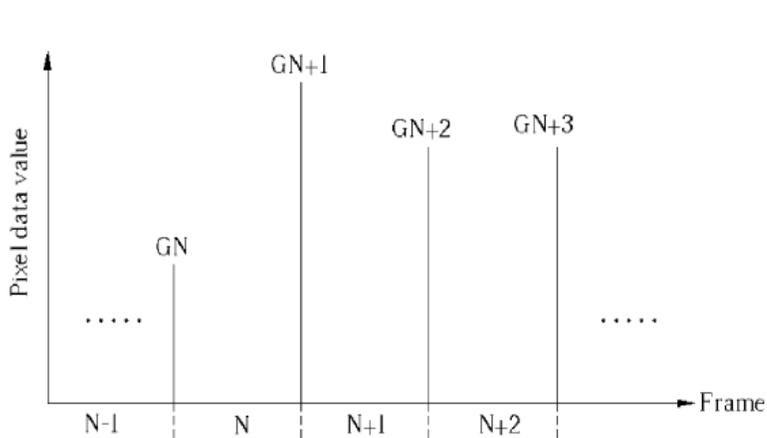 GN+1
GN+2
GN+3
Pixel data value
GN
.....
.....
Frame
N-1
N
N+1
N+2